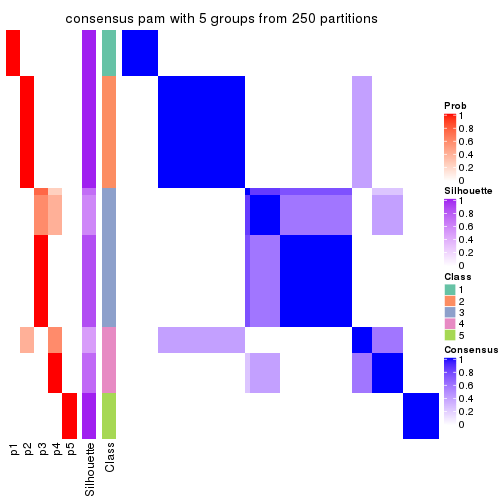 consensus pam with 5 groups from 250 partitions
Prob
1
0.8
0.6
0.4
0.2
0
Silhouette
1
0.8
0.6
0.4
0.2
0
Class
1
2
3
4
5
Consensus
1
0.8
0.6
0.4
0.2
0
p1
p2
p3
p4
p5
Silhouette
Class